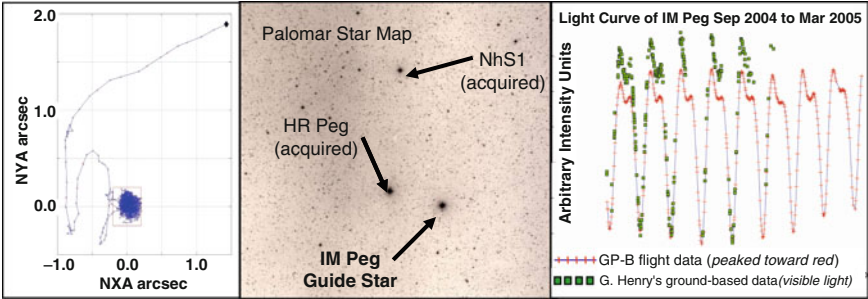 2.0
1.0
0.0
NYA arcsec
−1.0
0.0
1.0
NXA arcsec
Palomar Star Map
NhS1
(acquired)
HR Peg
(acquired)
IM Peg
Guide Star
Light Curve of IM Peg Sep 2004 to Mar 2005
Arbitrary Intensity Units
GP-B flight data (peaked toward red)
G. Henry's ground-based data(visible light)